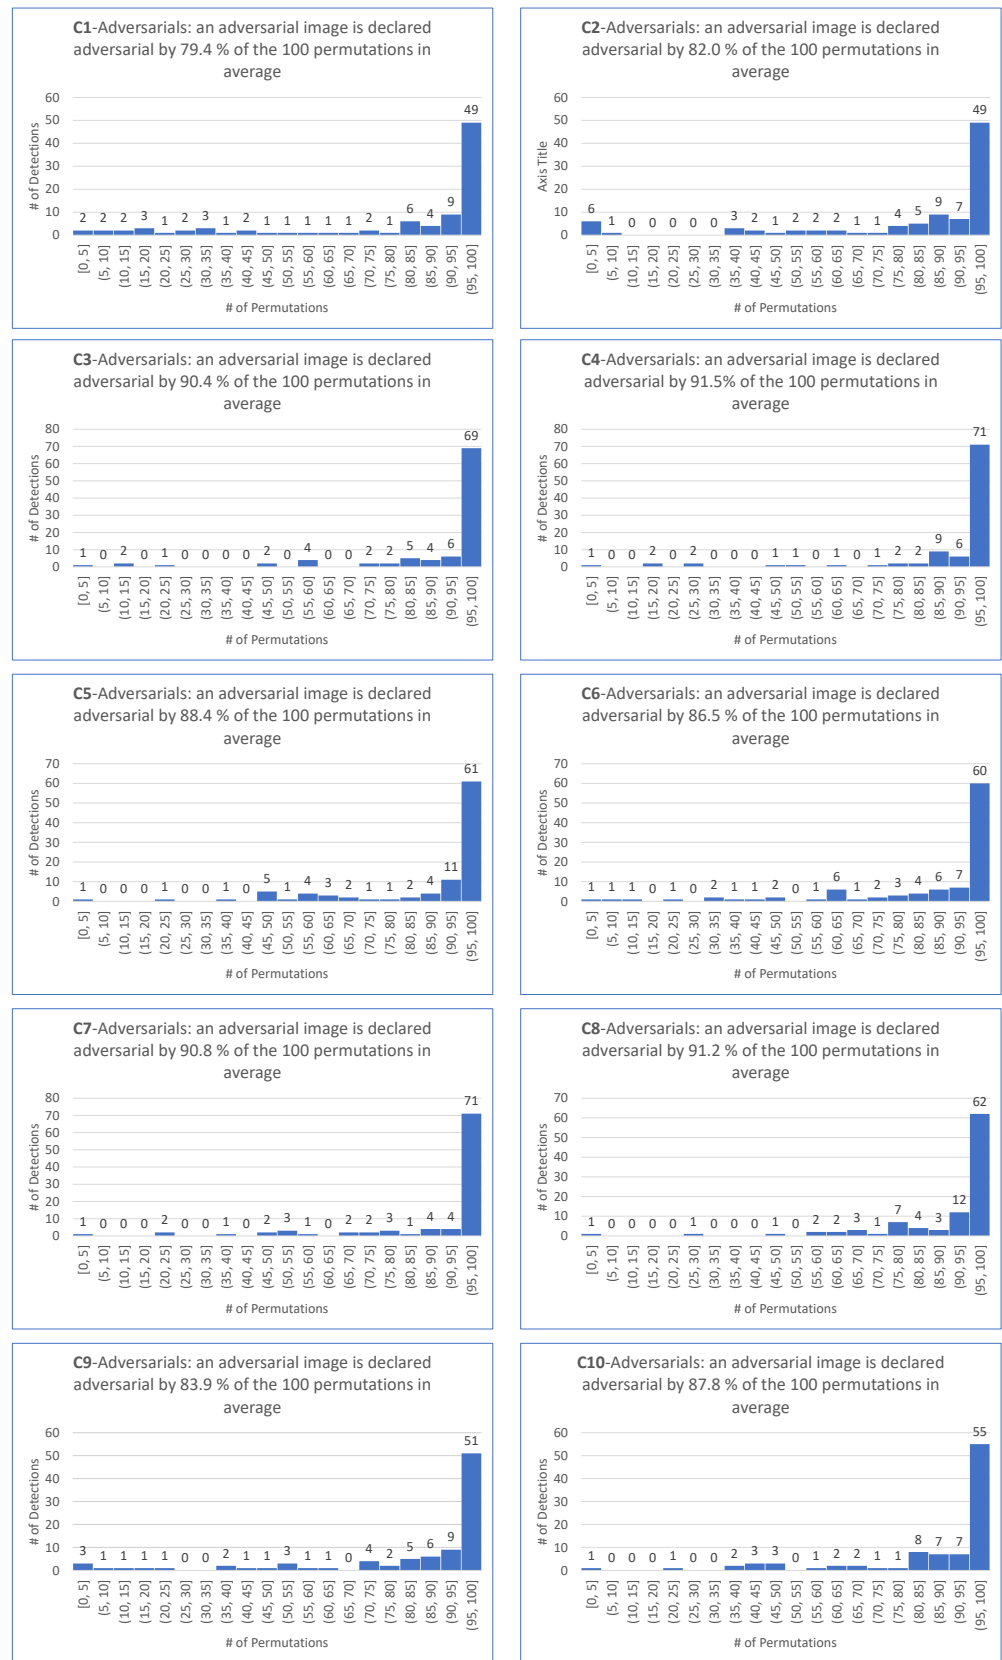 C1-Adversarials: an adversarial image is declared
adversarial by 79.4 % of the 100 permutations in
average
# of Detections
60
50
40
30
20
10
0
2 2 2 3 1 2 3 1 2 1 1 1 1 1 2 1 6 4 9 49
[0, 5] (5, 10] (10, 15] (15, 20] (20, 25] (25, 30] (30, 35] (35, 40] (40, 45] (45, 50] (50, 55] (55, 60] (60, 65] (65, 70] (70, 75] (75, 80] (80, 85] (85, 90] (90, 95] (95, 100]
# of Permutations
C2-Adversarials: an adversarial image is declared
adversarial by 82.0 % of the 100 permutations in
average
Axis Title
60
50
40
30
20
10
0
6 1 0 0 0 0 0 3 2 1 2 2 2 1 1 4 5 9 7 49
[0, 5] (5, 10] (10, 15] (15, 20] (20, 25] (25, 30] (30, 35] (35, 40] (40, 45] (45, 50] (50, 55] (55, 60] (60, 65] (65, 70] (70, 75] (75, 80] (80, 85] (85, 90] (90, 95] (95, 100]
# of Permutations
C3-Adversarials: an adversarial image is declared
adversarial by 90.4 % of the 100 permutations in
average
# of Detections
80
70
60
50
40
30
20
10
0
1 0 2 0 1 0 0 0 0 2 0 4 0 0 2 2 5 4 6 69
[0, 5] (5, 10] (10, 15] (15, 20] (20, 25] (25, 30] (30, 35] (35, 40] (40, 45] (45, 50] (50, 55] (55, 60] (60, 65] (65, 70] (70, 75] (75, 80] (80, 85] (85, 90] (90, 95] (95, 100]
# of Permutations
C4-Adversarials: an adversarial image is declared
adversarial by 91.5% of the 100 permutations in
average
# of Detections
80
70
60
50
40
30
20
10
0
1 0 0 2 0 2 0 0 0 1 1 0 1 0 1 2 2 9 6 71
[0, 5] (5, 10] (10, 15] (15, 20] (20, 25] (25, 30] (30, 35] (35, 40] (40, 45] (45, 50] (50, 55] (55, 60] (60, 65] (65, 70] (70, 75] (75, 80] (80, 85] (85, 90] (90, 95] (95, 100]
# of Permutations
C5-Adversarials: an adversarial image is declared
adversarial by 88.4 % of the 100 permutations in
average
# of Detections
70
60
50
40
30
20
10
0
1 0 0 0 1 0 0 1 0 5 1 4 3 2 1 1 2 4 11 61
[0, 5] (5, 10] (10, 15] (15, 20] (20, 25] (25, 30] (30, 35] (35, 40] (40, 45] (45, 50] (50, 55] (55, 60] (60, 65] (65, 70] (70, 75] (75, 80] (80, 85] (85, 90] (90, 95] (95, 100]
# of Permutations
C6-Adversarials: an adversarial image is declared
adversarial by 86.5 % of the 100 permutations in
average
# of Detections
70
60
50
40
30
20
10
0
1 1 1 0 1 0 2 1 1 2 0 1 6 1 2 3 4 6 7 60
[0, 5] (5, 10] (10, 15] (15, 20] (20, 25] (25, 30] (30, 35] (35, 40] (40, 45] (45, 50] (50, 55] (55, 60] (60, 65] (65, 70] (70, 75] (75, 80] (80, 85] (85, 90] (90, 95] (95, 100]
# of Permutations
C7-Adversarials: an adversarial image is declared
adversarial by 90.8 % of the 100 permutations in
average
# of Detections
80
70
60
50
40
30
20
10
0
1 0 0 0 2 0 0 1 0 2 3 1 0 2 2 3 1 4 4 71
[0, 5] (5, 10] (10, 15] (15, 20] (20, 25] (25, 30] (30, 35] (35, 40] (40, 45] (45, 50] (50, 55] (55, 60] (60, 65] (65, 70] (70, 75] (75, 80] (80, 85] (85, 90] (90, 95] (95, 100]
# of Permutations
C8-Adversarials: an adversarial image is declared
adversarial by 91.2 % of the 100 permutations in
average
# of Detections
70
60
50
40
30
20
10
0
1 0 0 0 0 1 0 0 0 1 0 2 2 3 1 7 4 3 12 62
[0, 5] (5, 10] (10, 15] (15, 20] (20, 25] (25, 30] (30, 35] (35, 40] (40, 45] (45, 50] (50, 55] (55, 60] (60, 65] (65, 70] (70, 75] (75, 80] (80, 85] (85, 90] (90, 95] (95, 100]
# of Permutations
C9-Adversarials: an adversarial image is declared
adversarial by 83.9 % of the 100 permutations in
average
# of Detections
60
50
40
30
20
10
0
3 1 1 1 1 0 0 2 1 1 3 1 1 0 4 2 5 6 9 51
[0, 5] (5, 10] (10, 15] (15, 20] (20, 25] (25, 30] (30, 35] (35, 40] (40, 45] (45, 50] (50, 55] (55, 60] (60, 65] (65, 70] (70, 75] (75, 80] (80, 85] (85, 90] (90, 95] (95, 100]
# of Permutations
C10-Adversarials: an adversarial image is declared
adversarial by 87.8 % of the 100 permutations in
average
# of Detections
60
50
40
30
20
10
0
1 0 0 0 1 0 0 2 3 3 0 1 2 2 1 1 8 7 7 55
[0, 5] (5, 10] (10, 15] (15, 20] (20, 25] (25, 30] (30, 35] (35, 40] (40, 45] (45, 50] (50, 55] (55, 60] (60, 65] (65, 70] (70, 75] (75, 80] (80, 85] (85, 90] (90, 95] (95, 100]
# of Permutations